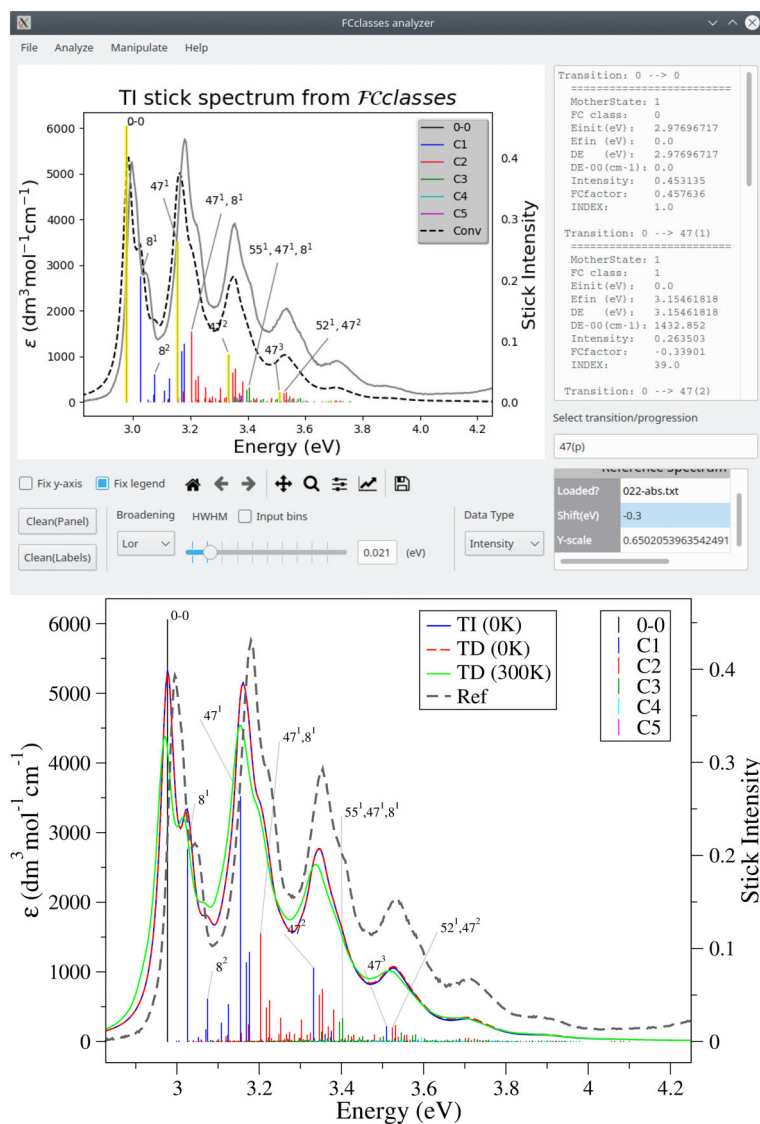 FCclasses analyzer
File Analyze Manipulate Help
TI stick spectrum from FCclasses
0-0
6000
5000
4000
3000
2000
1000
0
ε (dm³mol⁻¹cm⁻¹)
47¹
47¹, 8¹
8¹
55¹, 47¹, 8¹
8²
47²
47³
52¹, 47²
0-0
C1
C2
C3
C4
C5
Conv
0.4
0.3
0.2
0.1
0.0
Stick Intensity
3.0 3.2 3.4 3.6 3.8 4.0 4.2
Energy (eV)
Transition: 0 --> 0
=========================
MotherState: 1
FC class: 0
Einit(eV): 2.97696717
Efin (eV): 0.0
DE (eV): 2.97696717
DE-00(cm-1): 0.0
Intensity: 0.453135
FCfactor: 0.457636
INDEX: 1.0
Transition: 0 --> 47(1)
=========================
MotherState: 1
FC class: 1
Einit(eV): 0.0
Efin (eV): 3.15461818
DE (eV): 3.15461818
DE-00(cm-1): 1432.852
Intensity: 0.263503
FCfactor: -0.33901
INDEX: 39.0
Transition: 0 --> 47(2)
Select transition/progression
47(p)
Reference Spectrum
Loaded? 022-abs.txt
Shift(eV) -0.3
Y-scale 0.6502053963542491
Fix y-axis Fix legend
Clean(Panel)
Clean(Labels)
Broadening
Lor
HWHM Input bins
0.021 (eV)
Data Type
Intensity
0-0
6000
5000
4000
3000
2000
1000
0
ε (dm³ mol⁻¹ cm⁻¹)
TI (0K)
TD (0K)
TD (300K)
Ref
0-0
C1
C2
C3
C4
C5
47¹
47¹,8¹
8¹
55¹,47¹,8¹
47²
52¹,47²
8²
47³
0.4
0.3
0.2
0.1
0
Stick Intensity
3 3.2 3.4 3.6 3.8 4 4.2
Energy (eV)